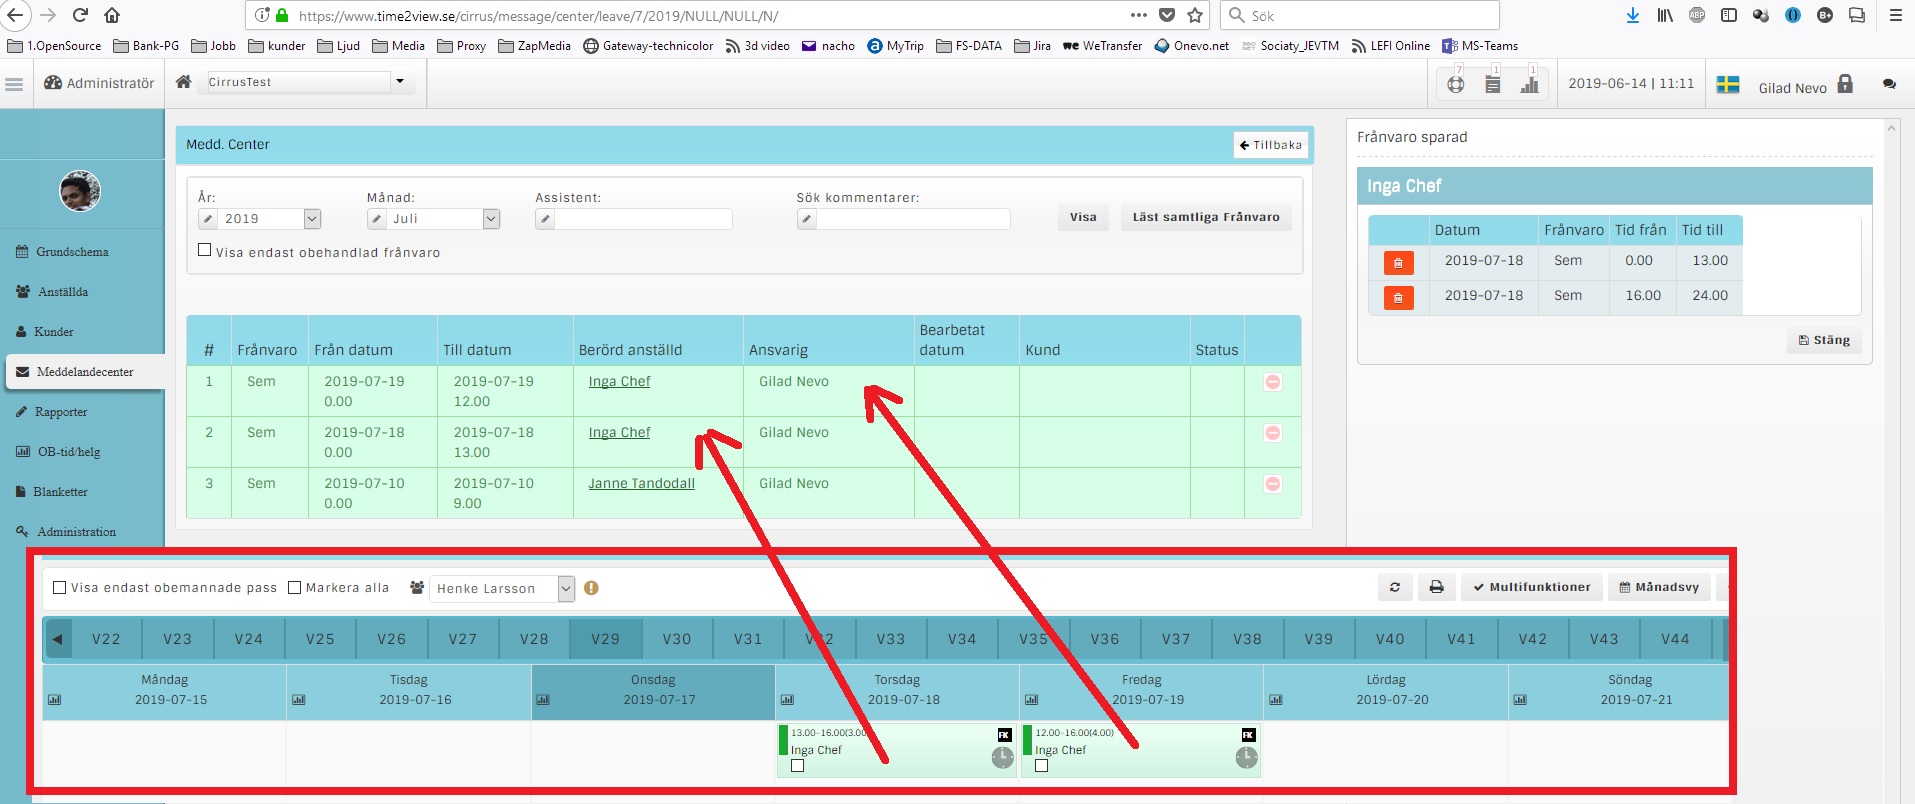 https://www.time2view.se/cirrus/message/center/leave/7/2019/NULL/NULL/N/
Sök
1.OpenSource Bank-PG Jobb kunder Ljud Media Proxy ZapMedia Gateway-technicolor 3d video nacho MyTrip FS-DATA Jira we WeTransfer Onevo.net Sociaty_JEVTM LEFI Online MS-Teams
Administratör CirrusTest 7 1 1 2019-06-14 | 11:11 Gilad Nevo
Medd. Center Tillbaka
År: Månad: Assistent: Sök kommentarer:
2019 Juli Visa Läst samtliga Frånvaro
Visa endast obehandlad frånvaro
# Frånvaro Från datum Till datum Berörd anställd Ansvarig Bearbetat datum Kund Status
1 Sem 2019-07-19 0.00 2019-07-19 12.00 Inga Chef Gilad Nevo
2 Sem 2019-07-18 0.00 2019-07-18 13.00 Inga Chef Gilad Nevo
3 Sem 2019-07-10 0.00 2019-07-10 9.00 Janne Tandodall Gilad Nevo
Frånvaro sparad
Inga Chef
Datum Frånvaro Tid från Tid till
2019-07-18 Sem 0.00 13.00
2019-07-18 Sem 16.00 24.00
Stäng
Grundschema
Anställda
Kunder
Meddelandecenter
Rapporter
OB-tid/helg
Blanketter
Administration
Visa endast obemannade pass Markera alla Henke Larsson Multifunktioner Månadsvy
V22 V23 V24 V25 V26 V27 V28 V29 V30 V31 V32 V33 V34 V35 V36 V37 V38 V39 V40 V41 V42 V43 V44
Måndag Tisdag Onsdag Torsdag Fredag Lördag Söndag
2019-07-15 2019-07-16 2019-07-17 2019-07-18 2019-07-19 2019-07-20 2019-07-21
13.00-16.00(3.00) FK 12.00-16.00(4.00) FK
Inga Chef Inga Chef